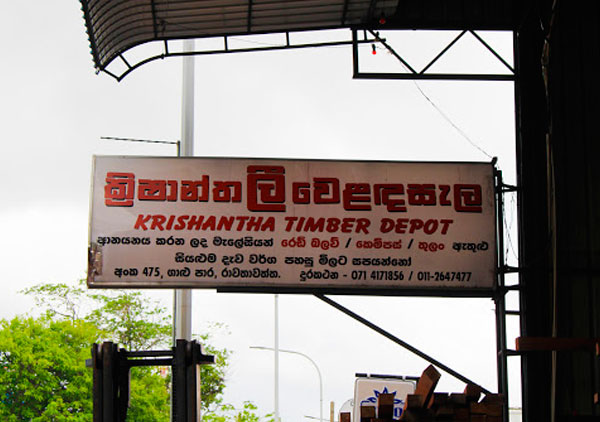 ක්‍රිෂාන්ත ලී වෙළඳසැල
KRISHANTHA TIMBER DEPOT
ආනයනය කරන ලද මැලේසියන් රෙඩ් බලව් / කෙම්පස් / තුලං ඇතුළු
සියළුම දැව වර්ග පහසු මිලට සපයන්නෝ
අංක 475, ගාළු පාර, රාවතාවත්ත. දුරකථන - 071 4171856 / 011-2647477